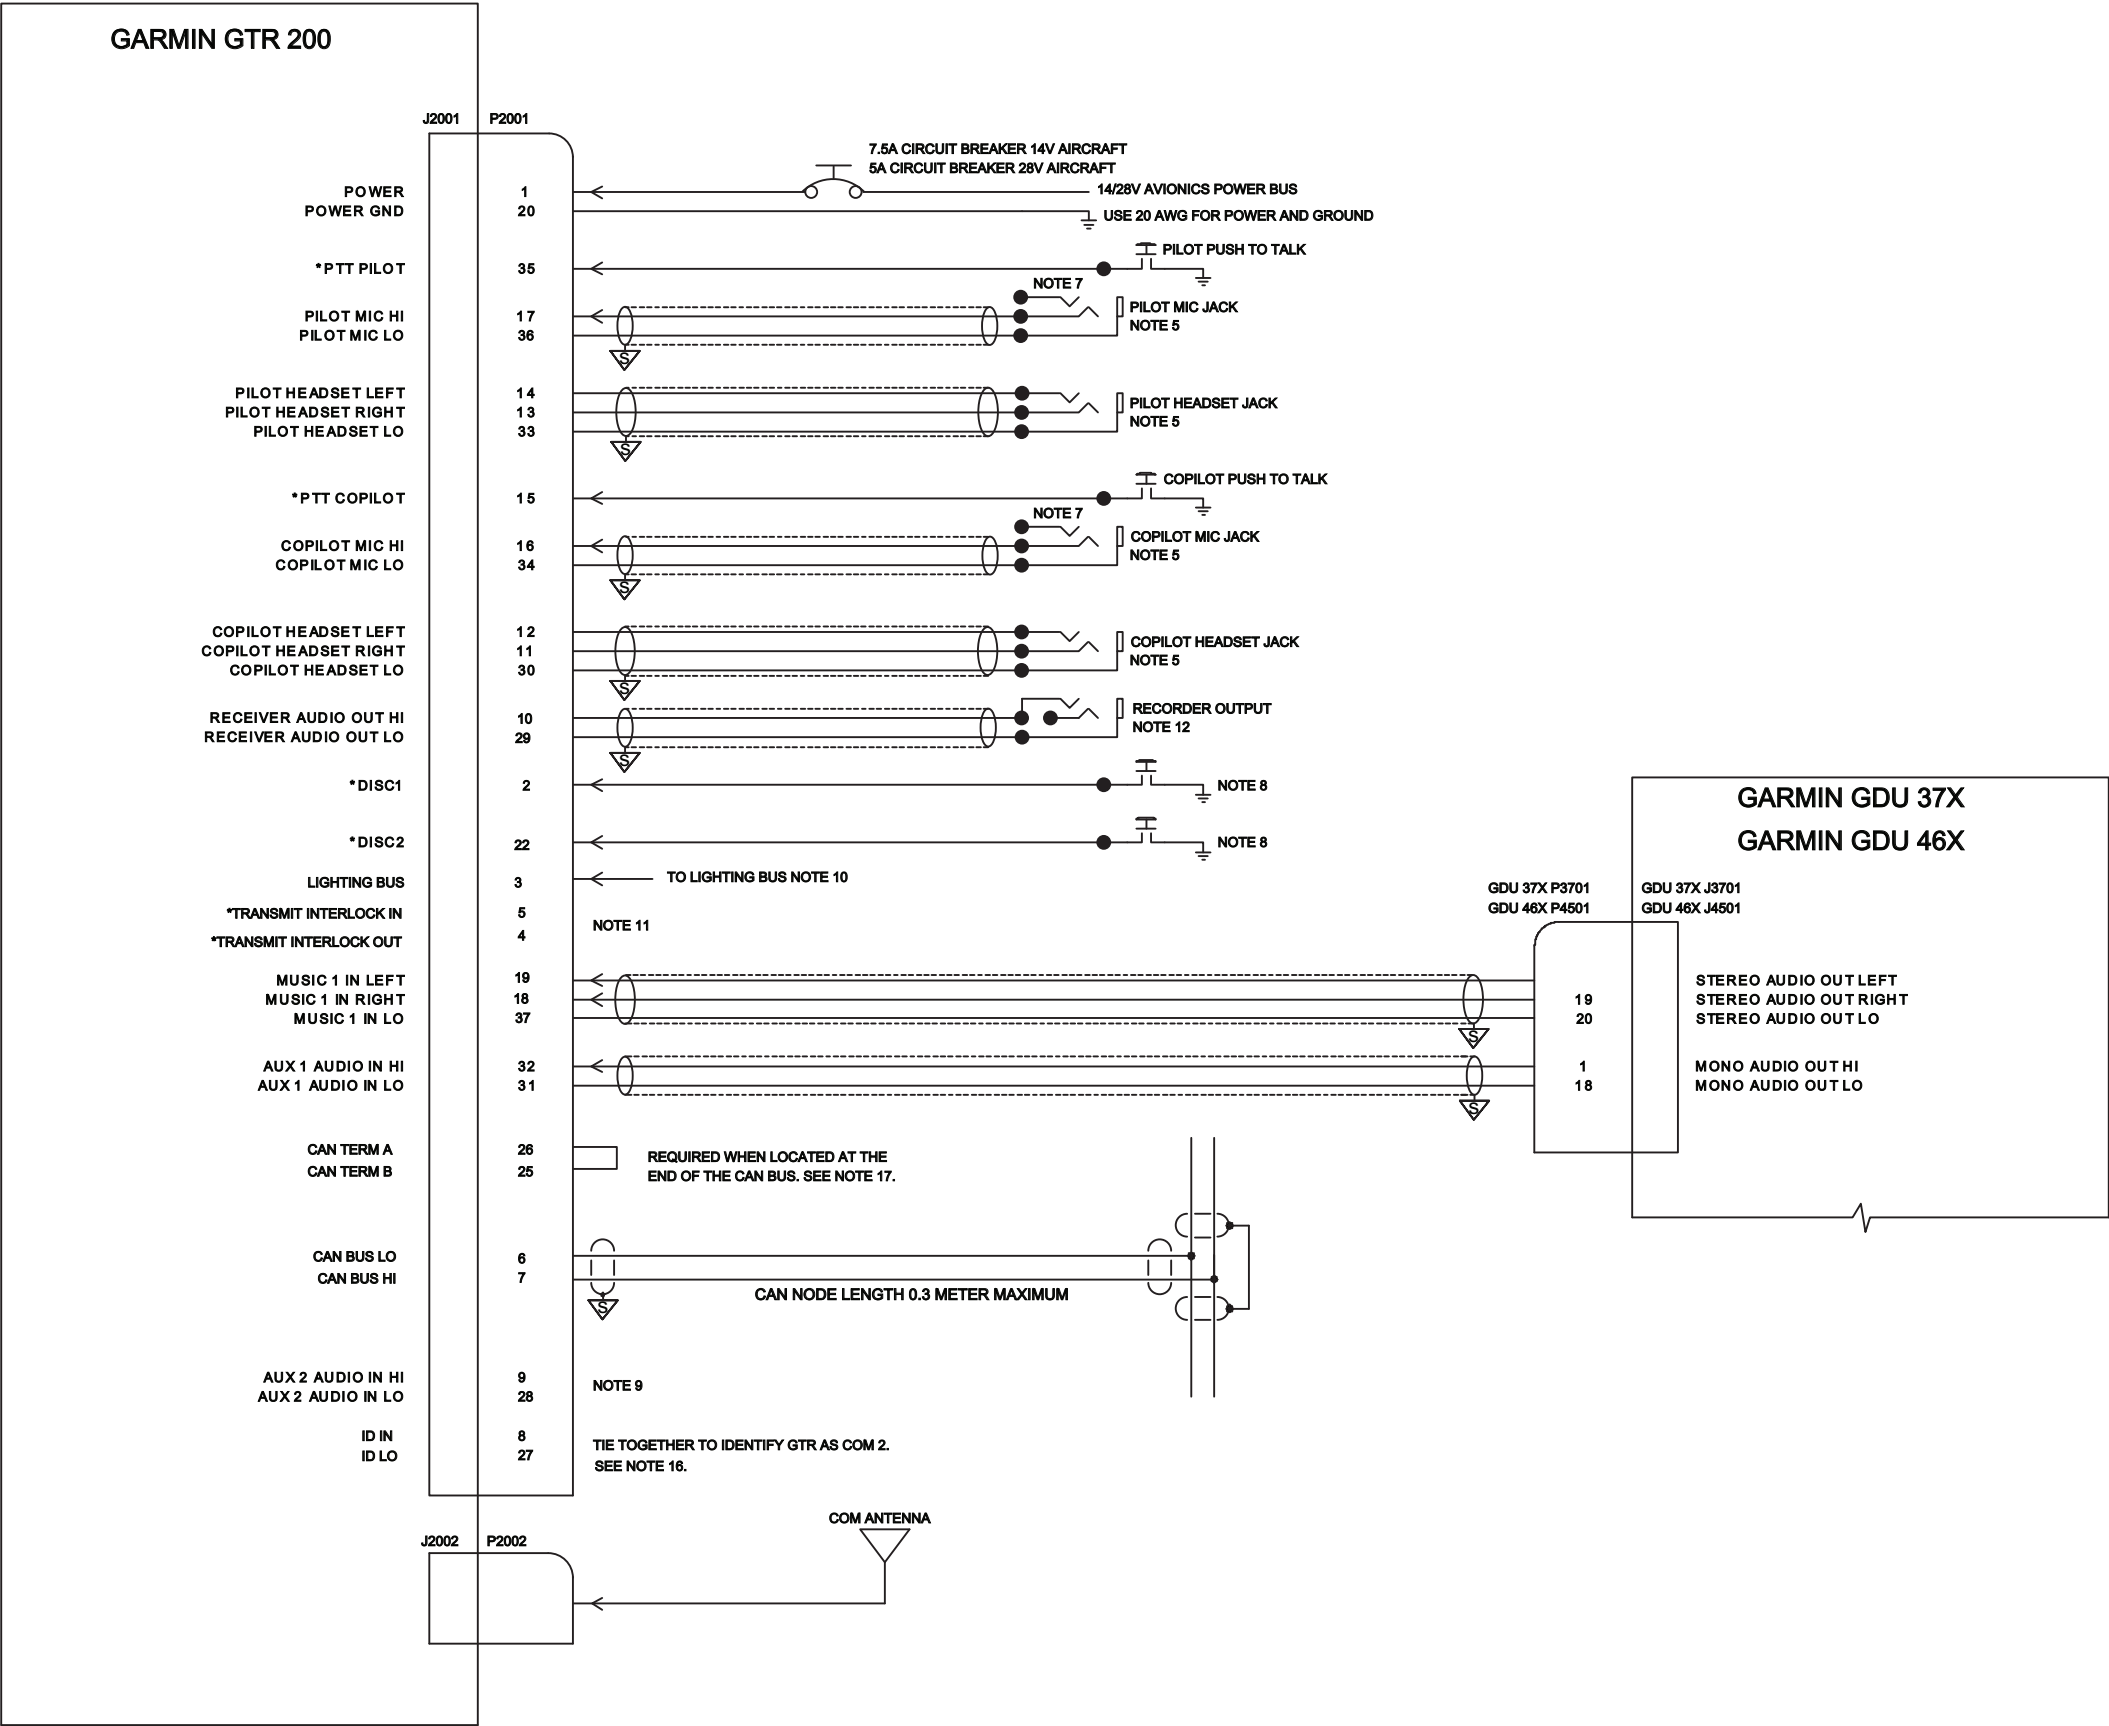 GARMIN GTR 200
J2001 P2001
7.5A CIRCUIT BREAKER 14V AIRCRAFT
5A CIRCUIT BREAKER 28V AIRCRAFT
POWER 1 14/28V AVIONICS POWER BUS
POWER GND 20 USE 20 AWG FOR POWER AND GROUND
PILOT PUSH TO TALK
*PTT PILOT 35
NOTE 7
PILOT MIC HI 17 PILOT MIC JACK
PILOT MIC LO 36 NOTE 5
S
PILOT HEADSET LEFT 14
PILOT HEADSET RIGHT 13 PILOT HEADSET JACK
PILOT HEADSET LO 33 NOTE 5
S
COPILOT PUSH TO TALK
*PTT COPILOT 15
NOTE 7
COPILOT MIC HI 16 COPILOT MIC JACK
COPILOT MIC LO 34 NOTE 5
S
COPILOT HEADSET LEFT 12
COPILOT HEADSET RIGHT 11 COPILOT HEADSET JACK
COPILOT HEADSET LO 30 NOTE 5
S
RECEIVER AUDIO OUT HI 10 RECORDER OUTPUT
RECEIVER AUDIO OUT LO 29 NOTE 12
S
*DISC1 2 NOTE 8
*DISC2 22 NOTE 8
LIGHTING BUS 3 TO LIGHTING BUS NOTE 10
*TRANSMIT INTERLOCK IN 5
NOTE 11
*TRANSMIT INTERLOCK OUT 4
GARMIN GDU 37X
GARMIN GDU 46X
GDU 37X P3701 GDU 37X J3701
GDU 46X P4501 GDU 46X J4501
MUSIC 1 IN LEFT 19 STEREO AUDIO OUT LEFT
MUSIC 1 IN RIGHT 18 19 STEREO AUDIO OUT RIGHT
MUSIC 1 IN LO 37 20 STEREO AUDIO OUT LO
S
AUX 1 AUDIO IN HI 32 1 MONO AUDIO OUT HI
AUX 1 AUDIO IN LO 31 18 MONO AUDIO OUT LO
S
CAN TERM A 26 REQUIRED WHEN LOCATED AT THE
CAN TERM B 25 END OF THE CAN BUS. SEE NOTE 17.
CAN BUS LO 6
CAN BUS HI 7
CAN NODE LENGTH 0.3 METER MAXIMUM
S
AUX 2 AUDIO IN HI 9
NOTE 9
AUX 2 AUDIO IN LO 28
ID IN 8 TIE TOGETHER TO IDENTIFY GTR AS COM 2.
ID LO 27 SEE NOTE 16.
COM ANTENNA
J2002 P2002